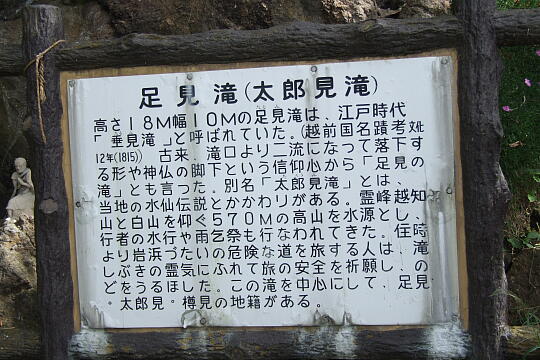 足見滝(太郎見滝)
高さ18M幅10Mの足見滝は、江戸時代
「垂見滝」と呼ばれていた。(越前国名蹟考文化
12年(1815)) 古来、滝口より二流になって落下す
る形や神仏の脚下という信仰心から「足見の
滝」とも言った。別名「太郎見滝」とは、
当地の水仙伝説とかかわりがある。霊峰越知
山と白山を仰ぐ570Mの高山を水源とし、
行者の水行や雨乞祭も行なわれてきた。往時
より岩浜づたいの危険な道を旅する人は、滝
しぶきの霊気にふれて旅の安全を祈願し、の
どをうるほした。この滝を中心にして、足見
・太郎見・樽見の地籍がある。